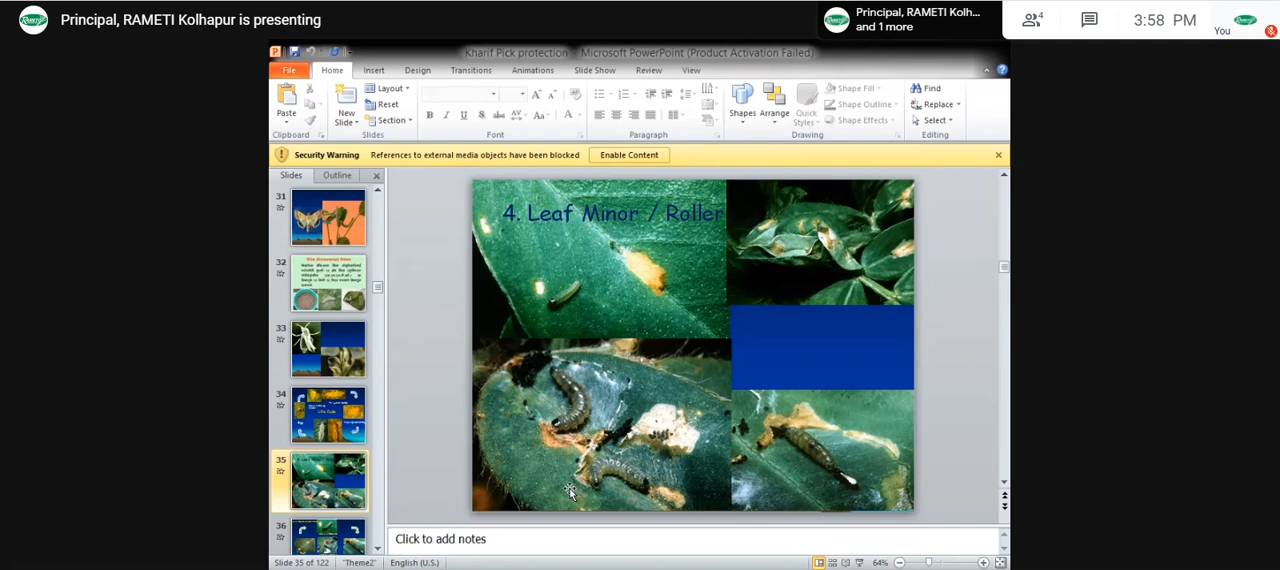 Principal, RAMETI Kolhapur is presenting
Principal, RAMETI Kolh...
and 1 more
4
3:58 PM
You
Kharif Pick protection - Microsoft PowerPoint (Product Activation Failed)
File Home Insert Design Transitions Animations Slide Show Review View
Paste
Clipboard
New
Slide
Layout
Reset
Section
Slides
B I U S abc AV Aa A
Font
Paragraph
Shapes
Arrange
Quick
Styles
Shape Fill
Shape Outline
Shape Effects
Drawing
Find
Replace
Select
Editing
Security Warning References to external media objects have been blocked Enable Content
Slides Outline
31
32
33
34
35
36
4. Leaf Minor / Roller
Click to add notes
Slide 35 of 122 "Theme2" English (U.S.) 64%